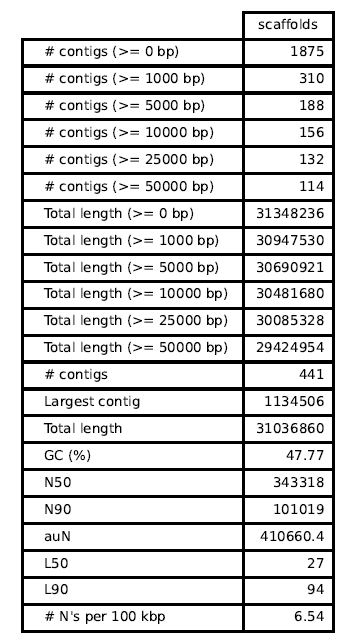 scaffolds
# contigs (>= 0 bp) 1875
# contigs (>= 1000 bp) 310
# contigs (>= 5000 bp) 188
# contigs (>= 10000 bp) 156
# contigs (>= 25000 bp) 132
# contigs (>= 50000 bp) 114
Total length (>= 0 bp) 31348236
Total length (>= 1000 bp) 30947530
Total length (>= 5000 bp) 30690921
Total length (>= 10000 bp) 30481680
Total length (>= 25000 bp) 30085328
Total length (>= 50000 bp) 29424954
# contigs 441
Largest contig 1134506
Total length 31036860
GC (%) 47.77
N50 343318
N90 101019
auN 410660.4
L50 27
L90 94
# N's per 100 kbp 6.54